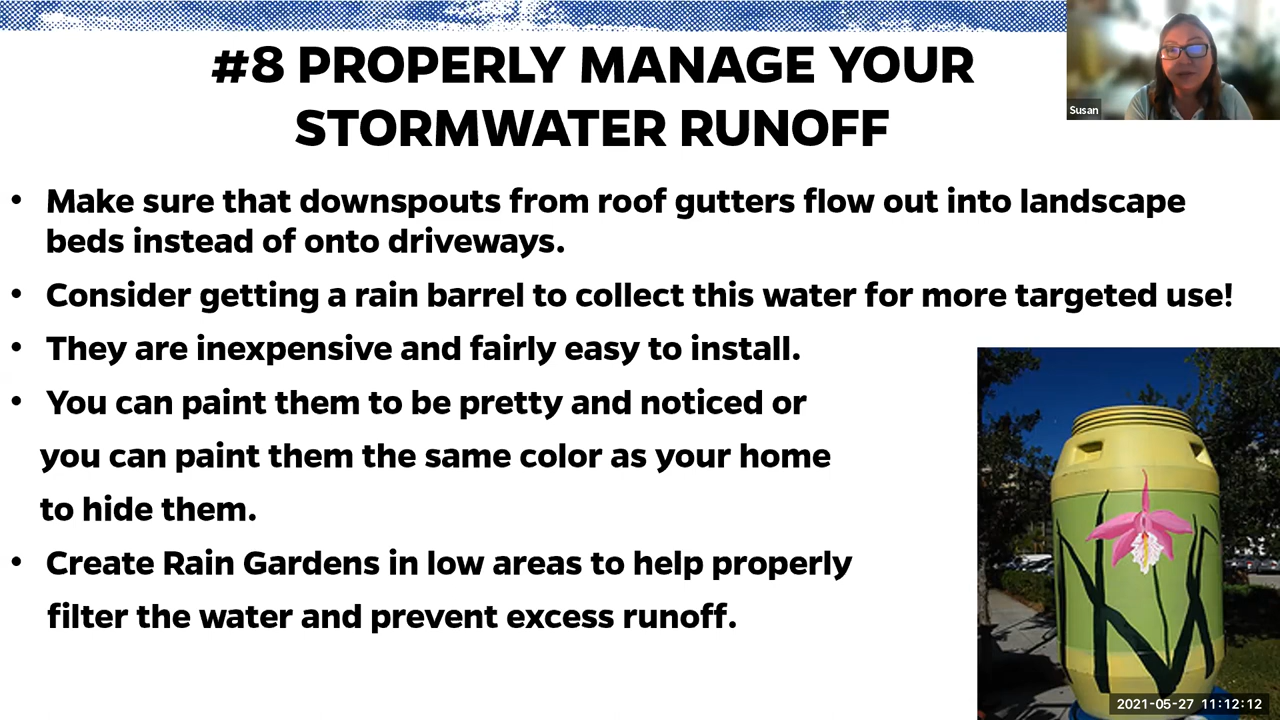 #8 PROPERLY MANAGE YOUR
STORMWATER RUNOFF
Susan
• Make sure that downspouts from roof gutters flow out into landscape
beds instead of onto driveways.
• Consider getting a rain barrel to collect this water for more targeted use!
• They are inexpensive and fairly easy to install.
• You can paint them to be pretty and noticed or
you can paint them the same color as your home
to hide them.
• Create Rain Gardens in low areas to help properly
filter the water and prevent excess runoff.
2021-05-27 11:12:12